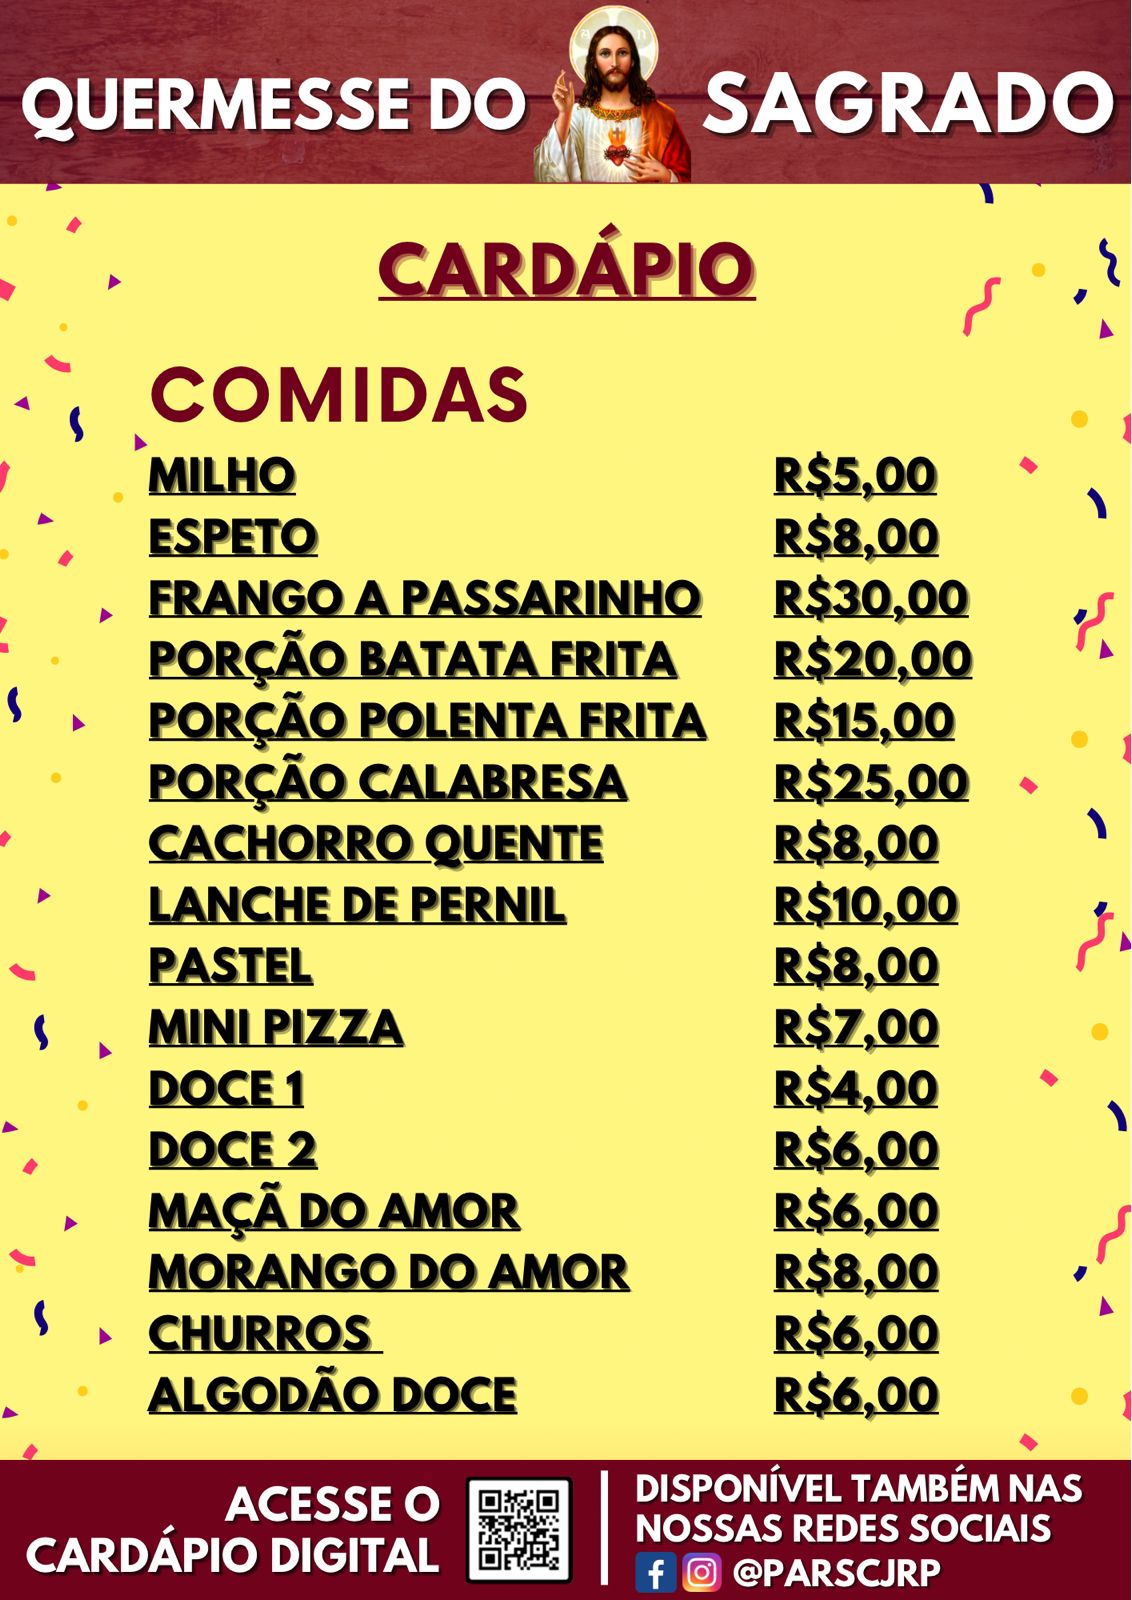 QUERMESSE DO SAGRADO
CARDÁPIO
COMIDAS
MILHO R$5,00
ESPETO R$8,00
FRANGO A PASSARINHO R$30,00
PORÇÃO BATATA FRITA R$20,00
PORÇÃO POLENTA FRITA R$15,00
PORÇÃO CALABRESA R$25,00
CACHORRO QUENTE R$8,00
LANCHE DE PERNIL R$10,00
PASTEL R$8,00
MINI PIZZA R$7,00
DOCE 1 R$4,00
DOCE 2 R$6,00
MAÇÃ DO AMOR R$6,00
MORANGO DO AMOR R$8,00
CHURROS R$6,00
ALGODÃO DOCE R$6,00
ACESSE O
CARDÁPIO DIGITAL
DISPONÍVEL TAMBÉM NAS
NOSSAS REDES SOCIAIS
@PARSCJRP